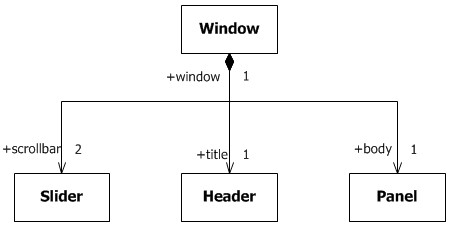 Window
+window 1
+scrollbar 2 +title 1 +body 1
Slider Header Panel